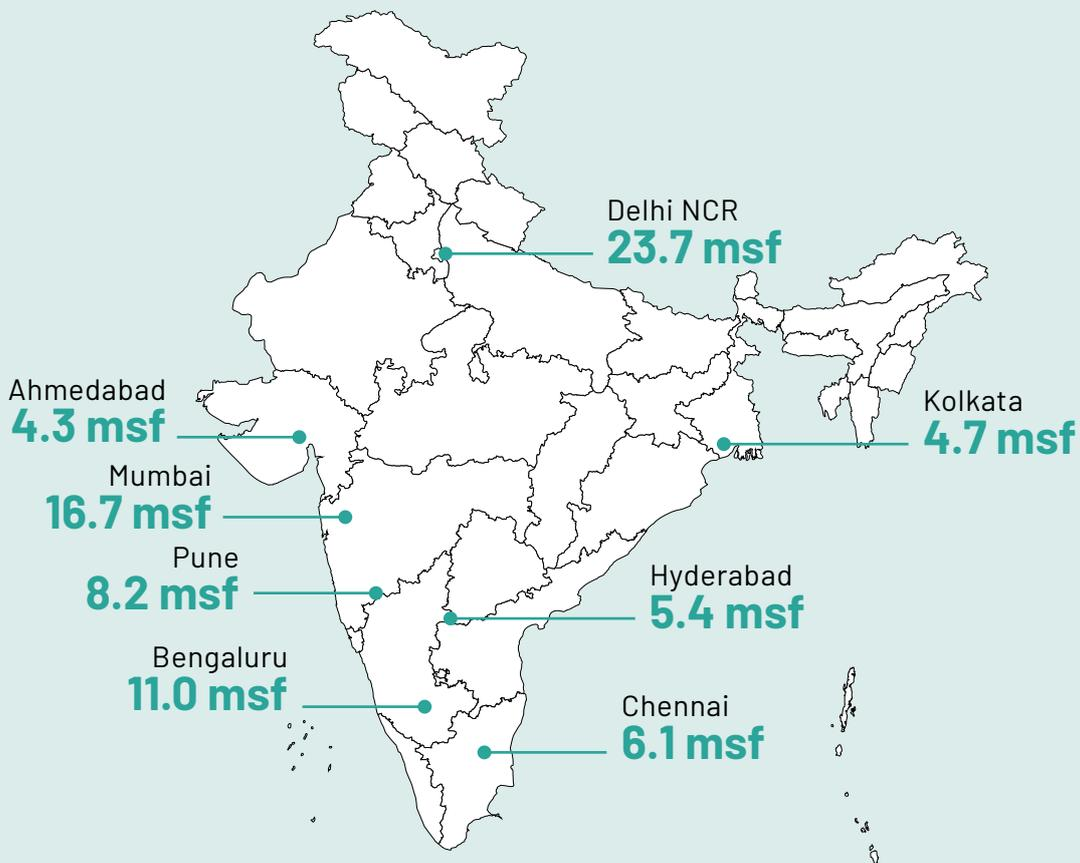 Delhi NCR
23.7 msf
Ahmedabad
4.3 msf
Kolkata
4.7 msf
Mumbai
16.7 msf
Pune
8.2 msf
Hyderabad
5.4 msf
Bengaluru
11.0 msf
Chennai
6.1 msf